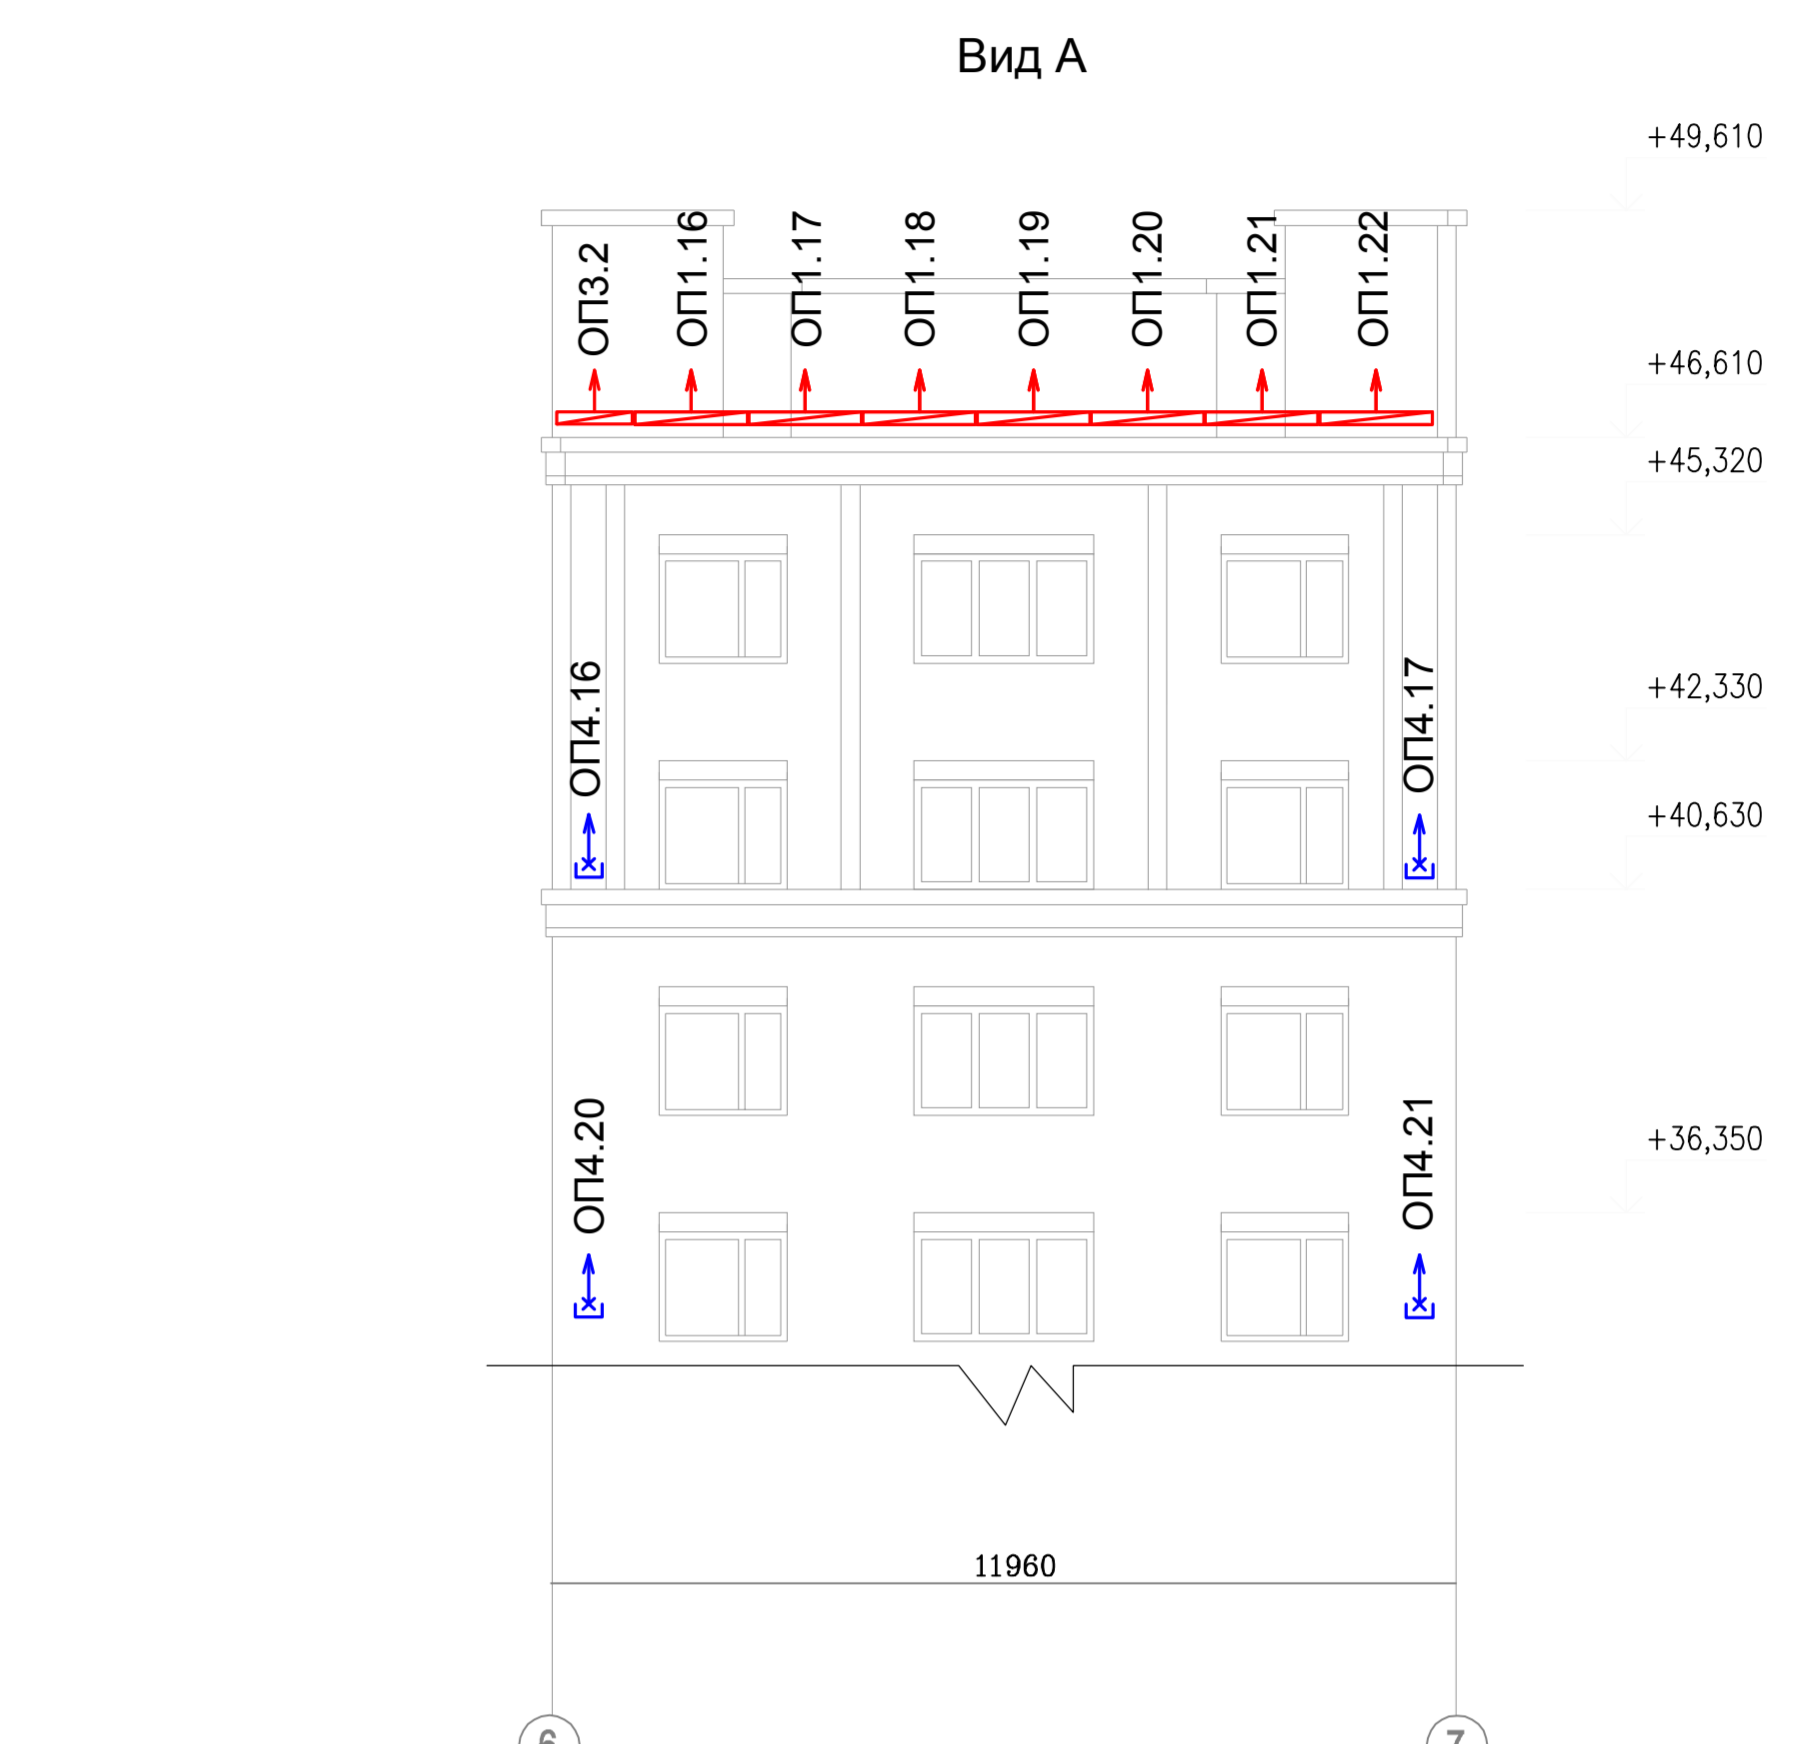 Вид А
+49,610
ОП3.2
ОП1.16
ОП1.17
ОП1.18
ОП1.19
ОП1.20
ОП1.21
ОП1.22
+46,610
+45,320
ОП4.16
ОП4.17
+42,330
+40,630
ОП4.20
ОП4.21
+36,350
11960
6
7